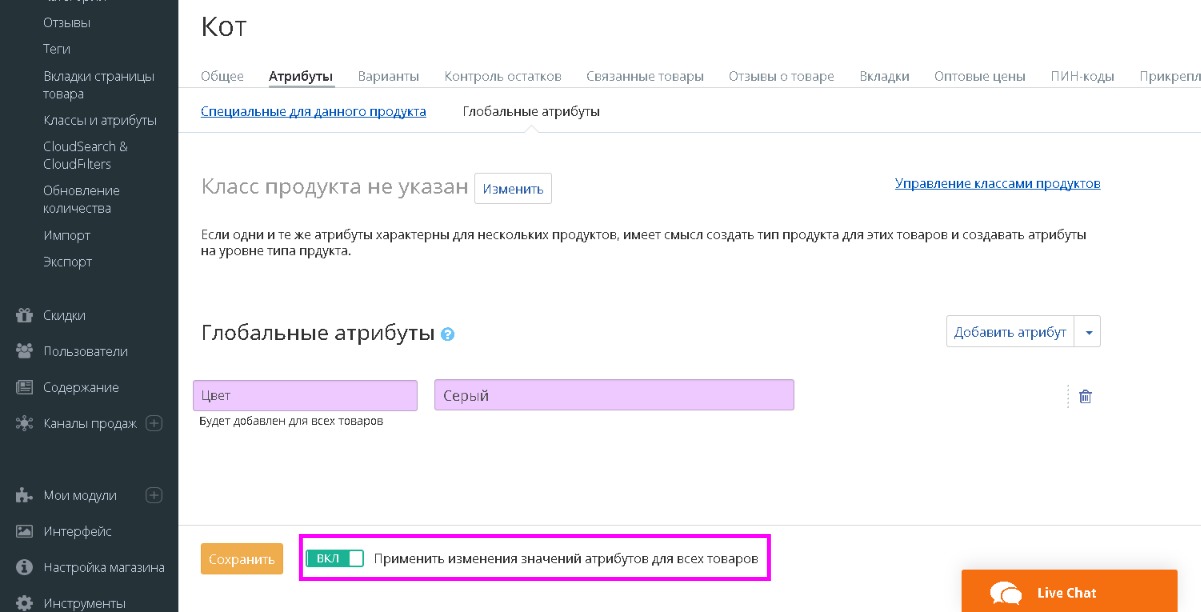 Категории
Отзывы
Теги
Вкладки страницы
товара
Классы и атрибуты
CloudSearch &
CloudFilters
Обновление
количества
Импорт
Экспорт
Скидки
Пользователи
Содержание
Каналы продаж
Мои модули
Интерфейс
Настройка магазина
Инструменты
Кот
Общее Атрибуты Варианты Контроль остатков Связанные товары Отзывы о товаре Вкладки Оптовые цены ПИН-коды Прикрепл
Специальные для данного продукта Глобальные атрибуты
Класс продукта не указан Изменить Управление классами продуктов
Если одни и те же атрибуты характерны для нескольких продуктов, имеет смысл создать тип продукта для этих товаров и создавать атрибуты
на уровне типа прдукта.
Глобальные атрибуты ? Добавить атрибут
Цвет Серый
Будет добавлен для всех товаров
Сохранить ВКЛ Применить изменения значений атрибутов для всех товаров
Live Chat